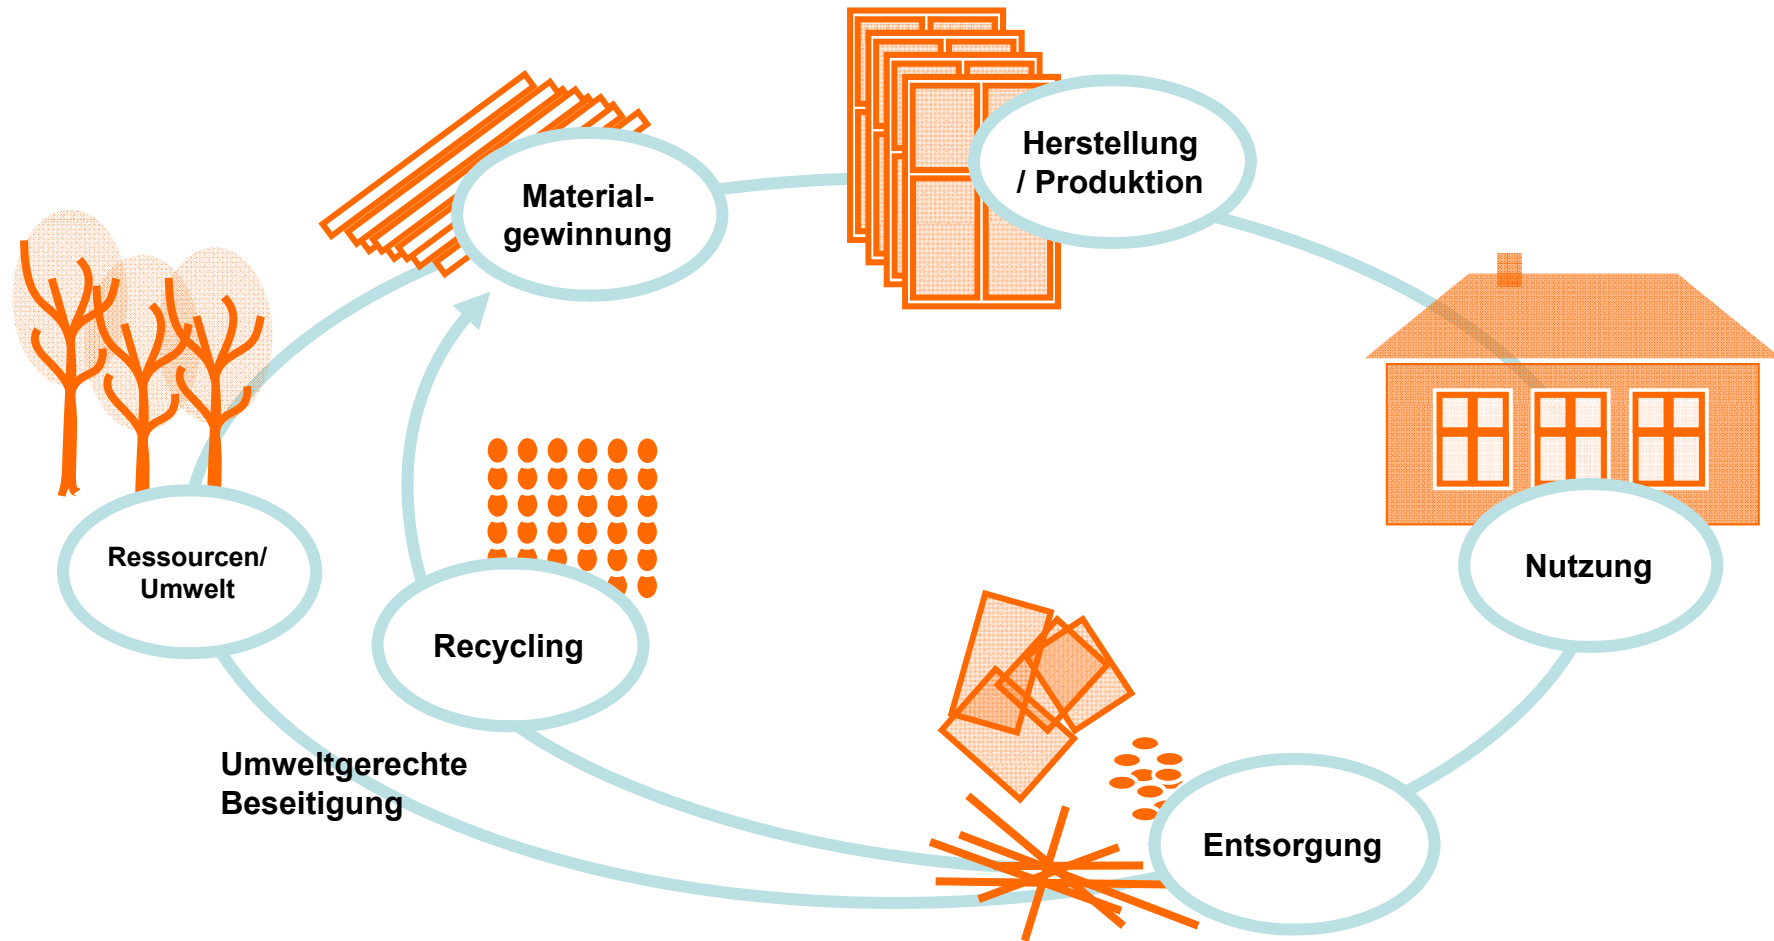 Herstellung
/ Produktion
Material-
gewinnung
Ressourcen/
Umwelt
Nutzung
Recycling
Umweltgerechte
Beseitigung
Entsorgung